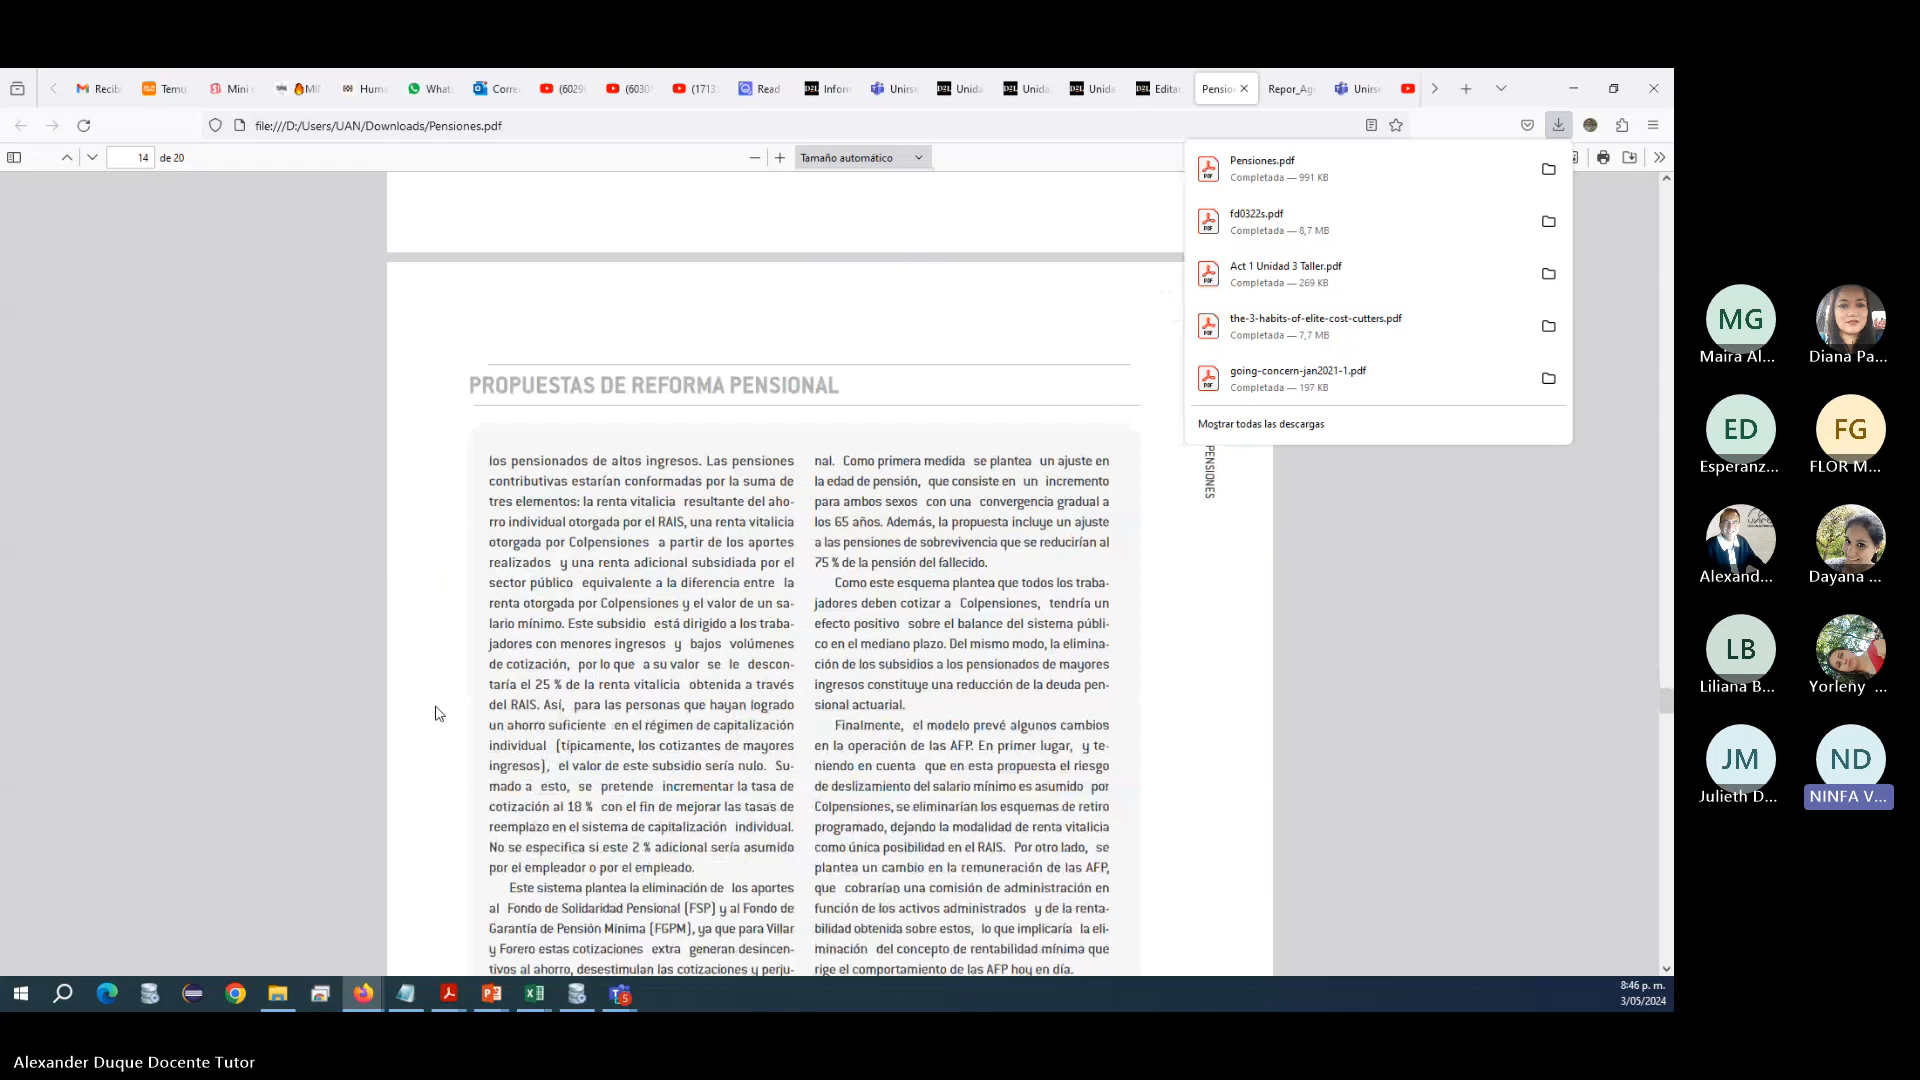 Recibi
Temu
Mini
MII
Huma
Whats
Corre
(6029
(6030
(1713
Read
D2L Inform
Unirse
D2L Unida
D2L Unida
D2L Unida
D2L Editar
Pensio
Repor_Ag
Unirse
file:///D:/Users/UAN/Downloads/Pensiones.pdf
14 de 20
Tamaño automático
Pensiones.pdf
Completada — 991 KB
fd0322s.pdf
Completada — 8,7 MB
Act 1 Unidad 3 Taller.pdf
Completada — 269 KB
the-3-habits-of-elite-cost-cutters.pdf
Completada — 7,7 MB
going-concern-jan2021-1.pdf
Completada — 197 KB
Mostrar todas las descargas
PENSIONES
PROPUESTAS DE REFORMA PENSIONAL
los pensionados de altos ingresos. Las pensiones
contributivas estarían conformadas por la suma de
tres elementos: la renta vitalicia resultante del aho-
rro individual otorgada por el RAIS, una renta vitalicia
otorgada por Colpensiones a partir de los aportes
realizados y una renta adicional subsidiada por el
sector público equivalente a la diferencia entre la
renta otorgada por Colpensiones y el valor de un sa-
lario mínimo. Este subsidio está dirigido a los traba-
jadores con menores ingresos y bajos volúmenes
de cotización, por lo que a su valor se le descon-
taría el 25 % de la renta vitalicia obtenida a través
del RAIS. Así, para las personas que hayan logrado
un ahorro suficiente en el régimen de capitalización
individual (típicamente, los cotizantes de mayores
ingresos), el valor de este subsidio sería nulo. Su-
mado a esto, se pretende incrementar la tasa de
cotización al 18 % con el fin de mejorar las tasas de
reemplazo en el sistema de capitalización individual.
No se especifica si este 2 % adicional sería asumido
por el empleador o por el empleado.
Este sistema plantea la eliminación de los aportes
al Fondo de Solidaridad Pensional (FSP) y al Fondo de
Garantía de Pensión Mínima (FGPM), ya que para Villar
y Forero estas cotizaciones extra generan desincen-
tivos al ahorro, desestimulan las cotizaciones y perju-
nal. Como primera medida se plantea un ajuste en
la edad de pensión, que consiste en un incremento
para ambos sexos con una convergencia gradual a
los 65 años. Además, la propuesta incluye un ajuste
a las pensiones de sobrevivencia que se reducirían al
75 % de la pensión del fallecido.
Como este esquema plantea que todos los traba-
jadores deben cotizar a Colpensiones, tendría un
efecto positivo sobre el balance del sistema públi-
co en el mediano plazo. Del mismo modo, la elimina-
ción de los subsidios a los pensionados de mayores
ingresos constituye una reducción de la deuda pen-
sional actuarial.
Finalmente, el modelo prevé algunos cambios
en la operación de las AFP. En primer lugar, y te-
niendo en cuenta que en esta propuesta el riesgo
de deslizamiento del salario mínimo es asumido por
Colpensiones, se eliminarían los esquemas de retiro
programado, dejando la modalidad de renta vitalicia
como única posibilidad en el RAIS. Por otro lado, se
plantea un cambio en la remuneración de las AFP,
que cobrarían una comisión de administración en
función de los activos administrados y de la renta-
bilidad obtenida sobre estos, lo que implicaría la eli-
minación del concepto de rentabilidad mínima que
rige el comportamiento de las AFP hoy en día.
MG
Maira Al...
Diana Pa...
ED
Esperanz...
FG
FLOR M...
Alexand...
Dayana ...
LB
Liliana B...
Yorleny ...
JM
Julieth D...
ND
NINFA V...
8:46 p. m.
3/05/2024
Alexander Duque Docente Tutor